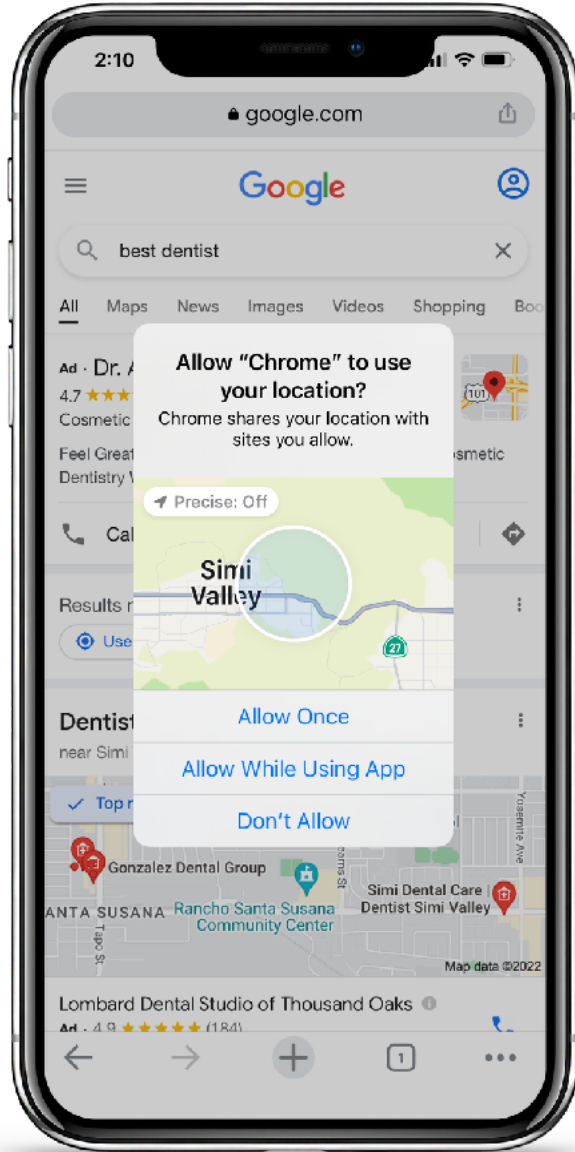 2:10
google.com
Google
best dentist
All Maps News Images Videos Shopping Boo
Ad · Dr.
4.7
Cosmetic
Feel Great
smetic
Dentistry
101
Cal
Results
Use
Dentist
near Simi
Top r
Allow “Chrome” to use
your location?
Chrome shares your location with
sites you allow.
Precise: Off
Simi
Valley
27
Allow Once
Allow While Using App
Don’t Allow
Yosemite Ave
Gonzalez Dental Group
ANTA SUSANA
Tapo St
Rancho Santa Susana
Community Center
Simi Dental Care |
Dentist Simi Valley
Map data ©2022
Lombard Dental Studio of Thousand Oaks
Ad · 4.9 (184)
1